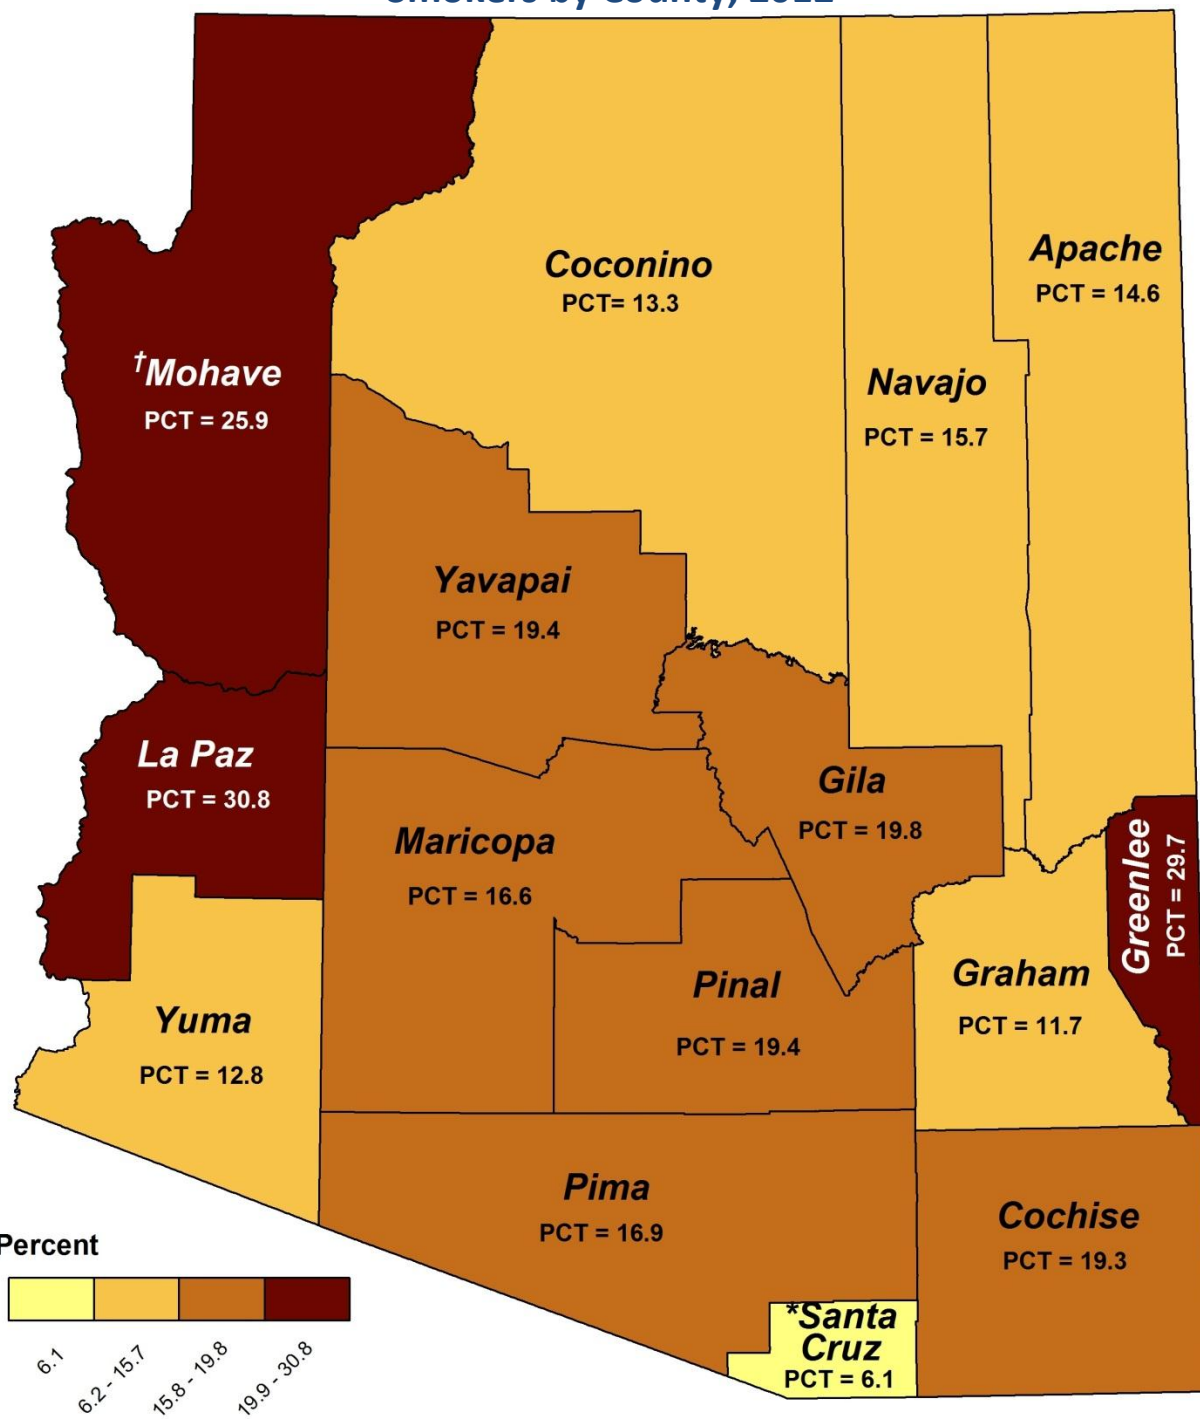 Smokers by County, 2012
Coconino
PCT= 13.3
Apache
PCT = 14.6
Navajo
PCT = 15.7
†Mohave
PCT = 25.9
Yavapai
PCT = 19.4
La Paz
PCT = 30.8
Gila
PCT = 19.8
Maricopa
PCT = 16.6
Greenlee
PCT = 29.7
Graham
PCT = 11.7
Pinal
PCT = 19.4
Yuma
PCT = 12.8
Pima
PCT = 16.9
Cochise
PCT = 19.3
*Santa
Cruz
PCT = 6.1
Percent
6.1
6.2 - 15.7
15.8 - 19.8
19.9 - 30.8